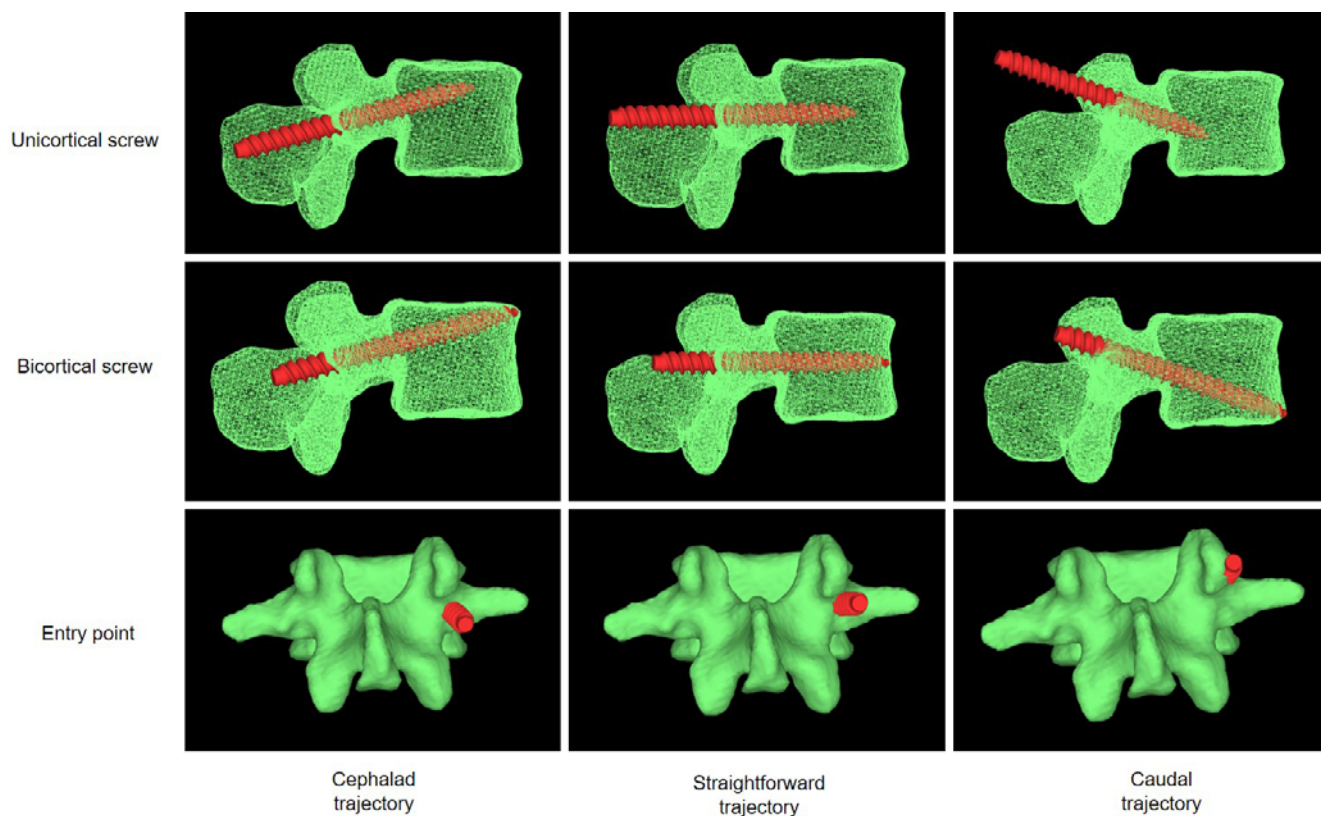 Unicortical screw
Bicortical screw
Entry point
Cephalad
trajectory
Straightforward
trajectory
Caudal
trajectory